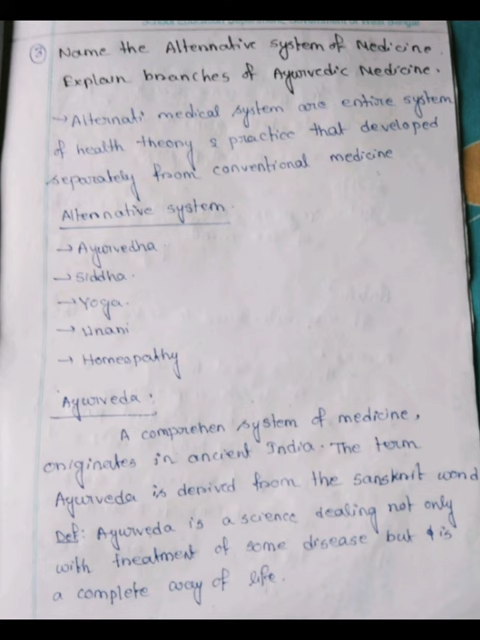 ③ Name the Alternnative system of Medicine.
Explain branches of Ayurvedic Medicine.
→ Alternati medical system are entire system
of health theory & practice that developed
separately from conventional medicine
Alternnative system.
→ Ayurvedha.
→ Siddha.
→ Yoga.
→ Unani
→ Homeopathy
Ayurveda:
A comprehen system of medicine,
originates in ancient India. The term
Ayurveda is derived from the sanskrit word
Def: Ayurveda is a science dealing not only
with treatment of some disease but is
a complete way of life.